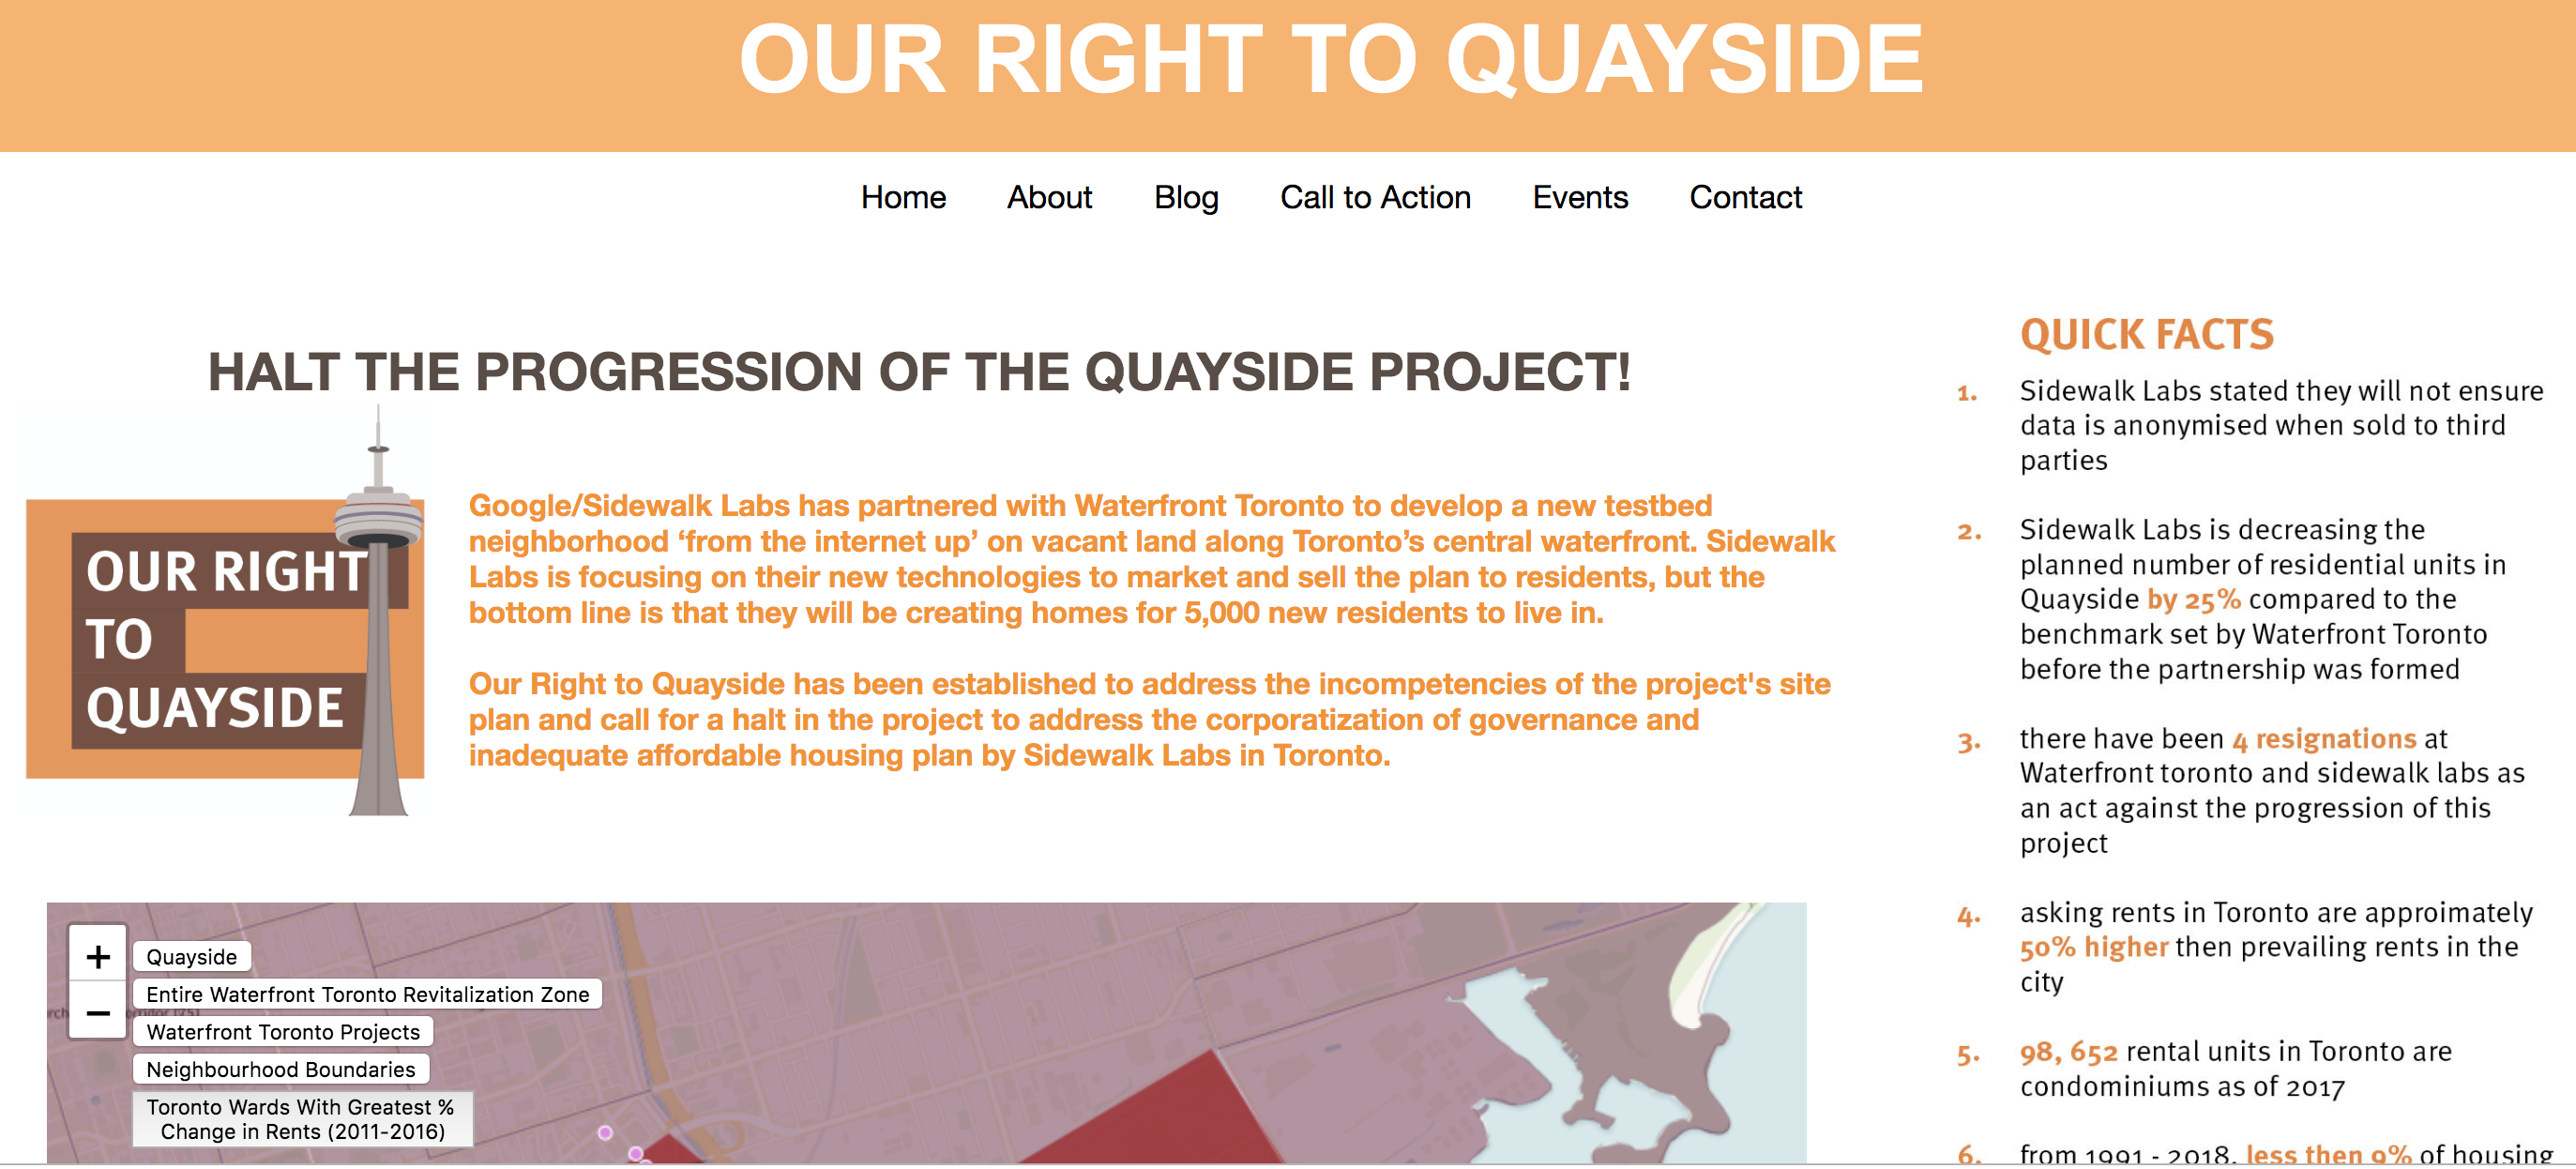 OUR RIGHT TO QUAYSIDE
Home About Blog Call to Action Events Contact
HALT THE PROGRESSION OF THE QUAYSIDE PROJECT!
OUR RIGHT
TO
QUAYSIDE
Google/Sidewalk Labs has partnered with Waterfront Toronto to develop a new testbed
neighborhood ‘from the internet up’ on vacant land along Toronto’s central waterfront. Sidewalk
Labs is focusing on their new technologies to market and sell the plan to residents, but the
bottom line is that they will be creating homes for 5,000 new residents to live in.
Our Right to Quayside has been established to address the incompetencies of the project's site
plan and call for a halt in the project to address the corporatization of governance and
inadequate affordable housing plan by Sidewalk Labs in Toronto.
+
−
Quayside
Entire Waterfront Toronto Revitalization Zone
Waterfront Toronto Projects
Neighbourhood Boundaries
Toronto Wards With Greatest %
Change in Rents (2011-2016)
QUICK FACTS
1. Sidewalk Labs stated they will not ensure
data is anonymised when sold to third
parties
2. Sidewalk Labs is decreasing the
planned number of residential units in
Quayside by 25% compared to the
benchmark set by Waterfront Toronto
before the partnership was formed
3. there have been 4 resignations at
Waterfront toronto and sidewalk labs as
an act against the progression of this
project
4. asking rents in Toronto are approimately
50% higher then prevailing rents in the
city
5. 98, 652 rental units in Toronto are
condominiums as of 2017
6. from 1991 - 2018, less then 9% of housing